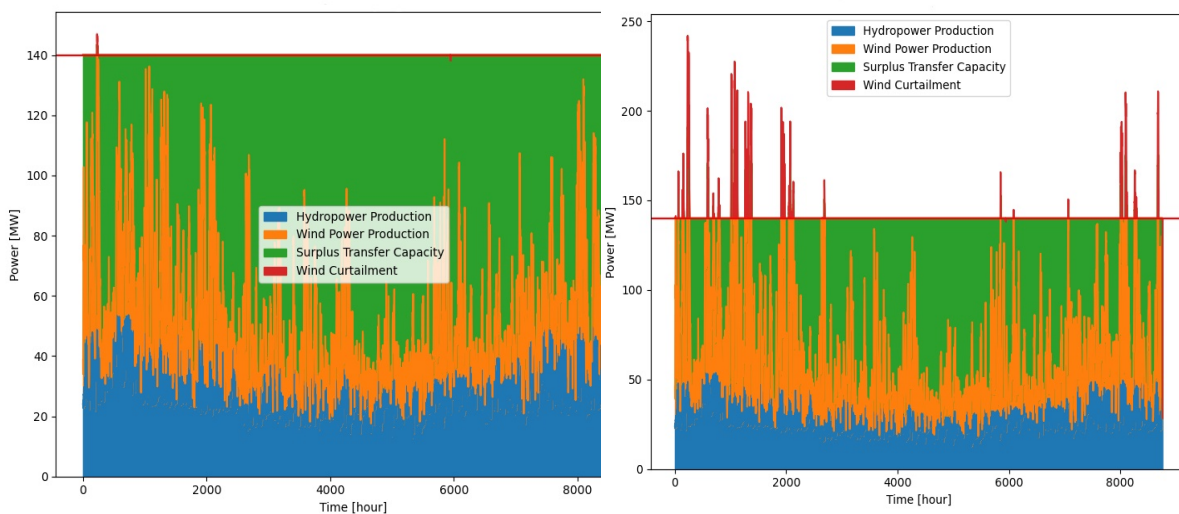 140
120
100
80
60
40
20
0
Power [MW]
0
2000
4000
6000
8000
Time [hour]
Hydropower Production
Wind Power Production
Surplus Transfer Capacity
Wind Curtailment
250
200
150
100
50
0
Power [MW]
0
2000
4000
6000
8000
Time [hour]
Hydropower Production
Wind Power Production
Surplus Transfer Capacity
Wind Curtailment